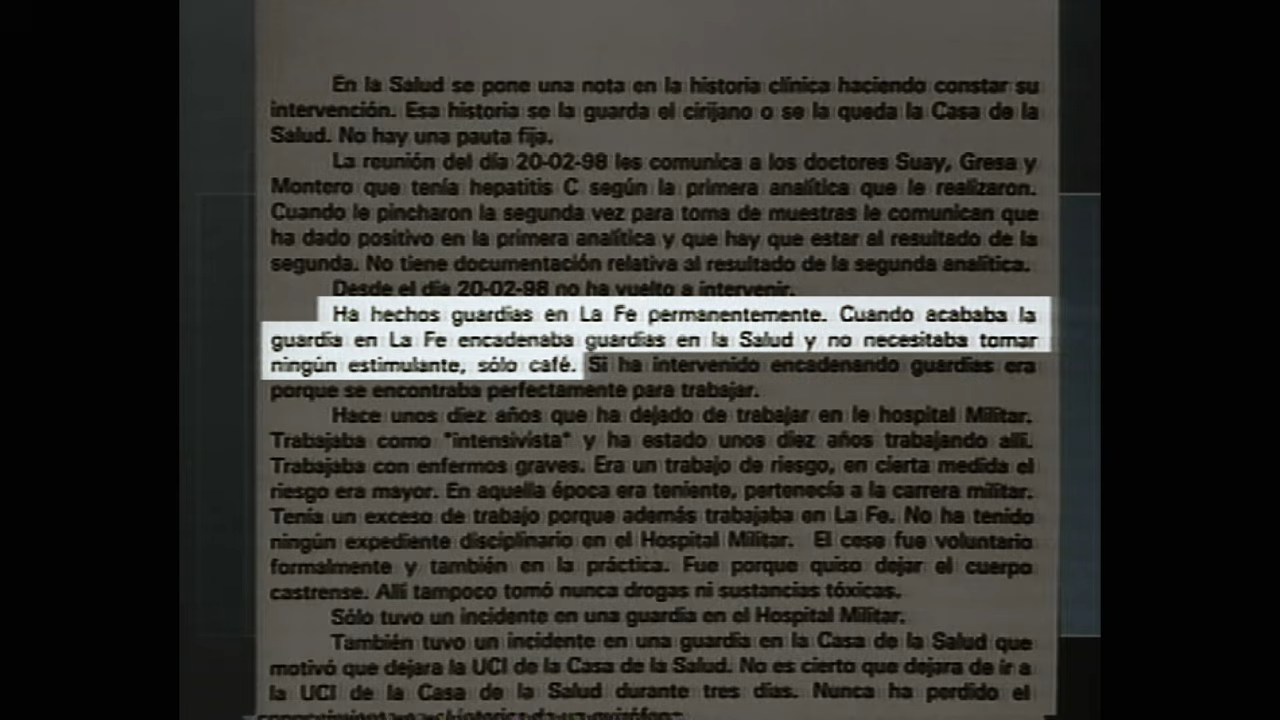 En la Salud se pone una nota en la historia clínica haciendo constar su
intervención. Esa historia se la guarda el cirijano o se la queda la Casa de la
Salud. No hay una pauta fija.
La reunión del día 20-02-98 les comunica a los doctores Suay, Gresa y
Montero que tenía hepatitis C según la primera analítica que le realizaron.
Cuando le pincharon la segunda vez para toma de muestras le comunican que
ha dado positivo en la primera analítica y que hay que estar al resultado de la
segunda. No tiene documentación relativa al resultado de la segunda analítica.
Desde el día 20-02-98 no ha vuelto a intervenir.
Ha hechos guardias en La Fe permanentemente. Cuando acababa la
guardia en La Fe encadenaba guardias en la Salud y no necesitaba tomar
ningún estimulante, sólo café. Si ha intervenido encadenando guardias era
porque se encontraba perfectamente para trabajar.
Hace unos diez años que ha dejado de trabajar en le hospital Militar.
Trabajaba como "intensivista" y ha estado unos diez años trabajando allí.
Trabajaba con enfermos graves. Era un trabajo de riesgo, en cierta medida el
riesgo era mayor. En aquella época era teniente, pertenecía a la carrera militar.
Tenía un exceso de trabajo porque además trabajaba en La Fe. No ha tenido
ningún expediente disciplinario en el Hospital Militar. El cese fue voluntario
formalmente y también en la práctica. Fue porque quiso dejar el cuerpo
castrense. Allí tampoco tomó nunca drogas ni sustancias tóxicas.
Sólo tuvo un incidente en una guardia en el Hospital Militar.
También tuvo un incidente en una guardia en la Casa de la Salud que
motivó que dejara la UCI de la Casa de la Salud. No es cierto que dejara de ir a
la UCI de la Casa de la Salud durante tres días. Nunca ha perdido el